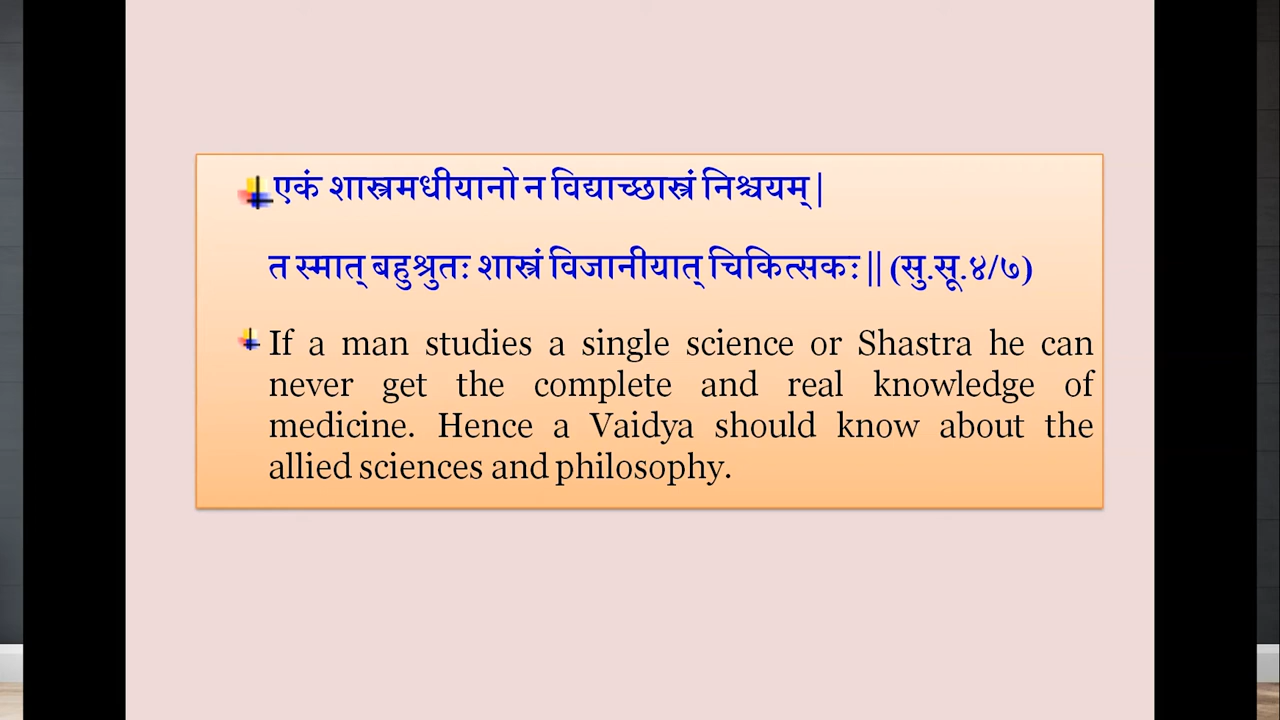 एकं शास्त्रमधीयानो न विद्याच्छास्त्रं निश्चयम् |
त स्मात् बहुश्रुतः शास्त्रं विजानीयात् चिकित्सकः || (सु.सू.४/७)
If a man studies a single science or Shastra he can
never get the complete and real knowledge of
medicine. Hence a Vaidya should know about the
allied sciences and philosophy.